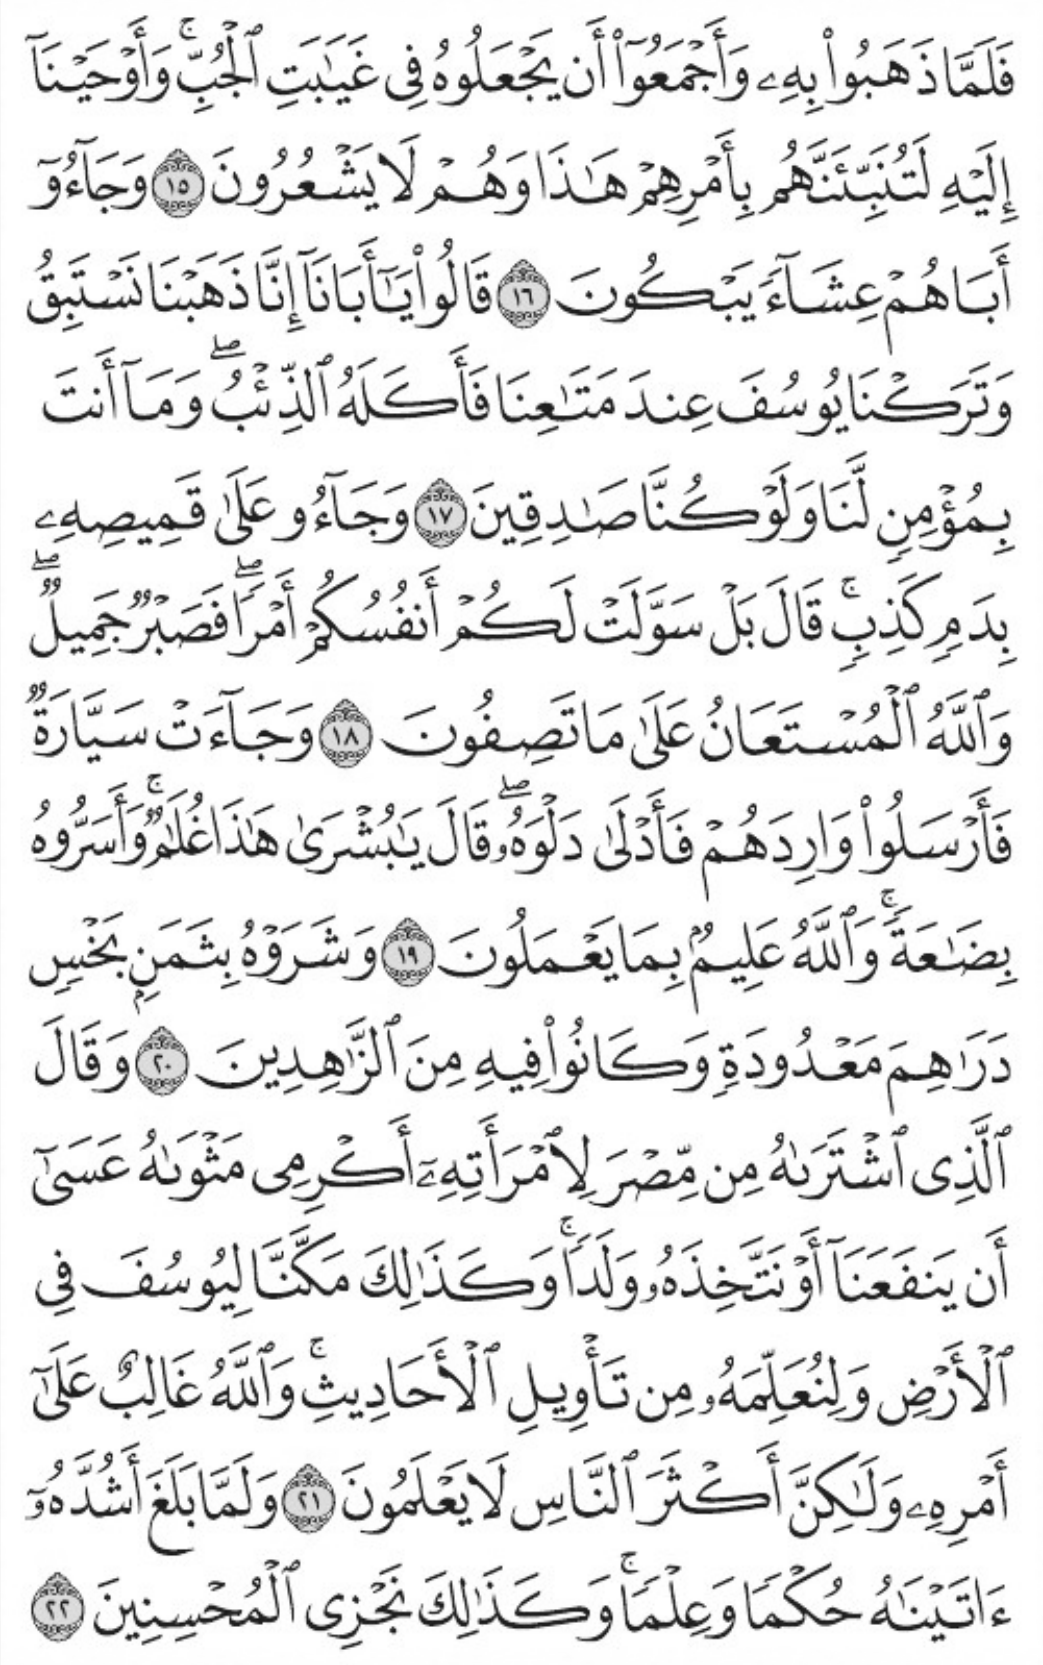 فَلَمَّا ذَهَبُوا۟ بِهِۦ وَأَجْمَعُوٓا۟ أَن يَجْعَلُوهُ فِى غَيَـٰبَتِ ٱلْجُبِّ ۚ وَأَوْحَيْنَآ
إِلَيْهِ لَتُنَبِّئَنَّهُم بِأَمْرِهِمْ هَـٰذَا وَهُمْ لَا يَشْعُرُونَ ١٥ وَجَآءُوٓ
أَبَاهُمْ عِشَآءً يَبْكُونَ ١٦ قَالُوا۟ يَـٰٓأَبَانَآ إِنَّا ذَهَبْنَا نَسْتَبِقُ
وَتَرَكْنَا يُوسُفَ عِندَ مَتَـٰعِنَا فَأَكَلَهُ ٱلذِّئْبُ ۖ وَمَآ أَنتَ
بِمُؤْمِنٍ لَّنَا وَلَوْ كُنَّا صَـٰدِقِينَ ١٧ وَجَآءُو عَلَىٰ قَمِيصِهِۦ
بِدَمٍ كَذِبٍ ۚ قَالَ بَلْ سَوَّلَتْ لَكُمْ أَنفُسُكُمْ أَمْرًا ۖ فَصَبْرٌ جَمِيلٌ ۖ
وَٱللَّهُ ٱلْمُسْتَعَانُ عَلَىٰ مَا تَصِفُونَ ١٨ وَجَآءَتْ سَيَّارَةٌ
فَأَرْسَلُوا۟ وَارِدَهُمْ فَأَدْلَىٰ دَلْوَهُۥ ۖ قَالَ يَـٰبُشْرَىٰ هَـٰذَا غُلَـٰمٌ ۚ وَأَسَرُّوهُ
بِضَـٰعَةً ۚ وَٱللَّهُ عَلِيمٌۢ بِمَا يَعْمَلُونَ ١٩ وَشَرَوْهُ بِثَمَنٍۭ بَخْسٍ
دَرَٰهِمَ مَعْدُودَةٍ وَكَانُوا۟ فِيهِ مِنَ ٱلزَّٰهِدِينَ ٢٠ وَقَالَ
ٱلَّذِى ٱشْتَرَىٰهُ مِن مِّصْرَ لِٱمْرَأَتِهِۦٓ أَكْرِمِى مَثْوَىٰهُ عَسَىٰٓ
أَن يَنفَعَنَآ أَوْ نَتَّخِذَهُۥ وَلَدًا ۚ وَكَذَٰلِكَ مَكَّنَّا لِيُوسُفَ فِى
ٱلْأَرْضِ وَلِنُعَلِّمَهُۥ مِن تَأْوِيلِ ٱلْأَحَادِيثِ ۚ وَٱللَّهُ غَالِبٌ عَلَىٰٓ
أَمْرِهِۦ وَلَـٰكِنَّ أَكْثَرَ ٱلنَّاسِ لَا يَعْلَمُونَ ٢١ وَلَمَّا بَلَغَ أَشُدَّهُۥٓ
ءَاتَيْنَـٰهُ حُكْمًا وَعِلْمًا ۚ وَكَذَٰلِكَ نَجْزِى ٱلْمُحْسِنِينَ ٢٢